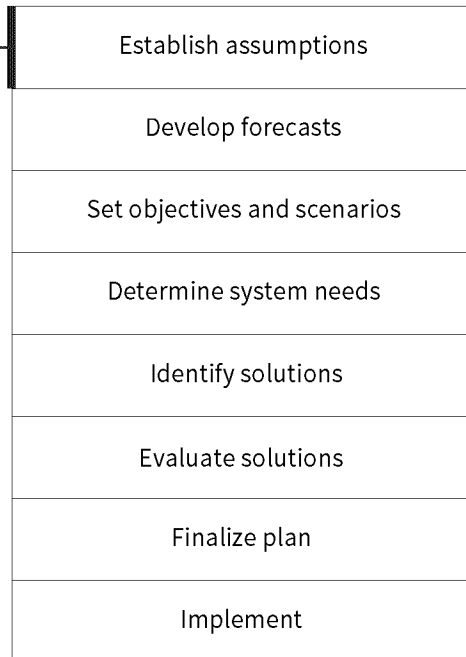 Establish assumptions
Develop forecasts
Set objectives and scenarios
Determine system needs
Identify solutions
Evaluate solutions
Finalize plan
Implement